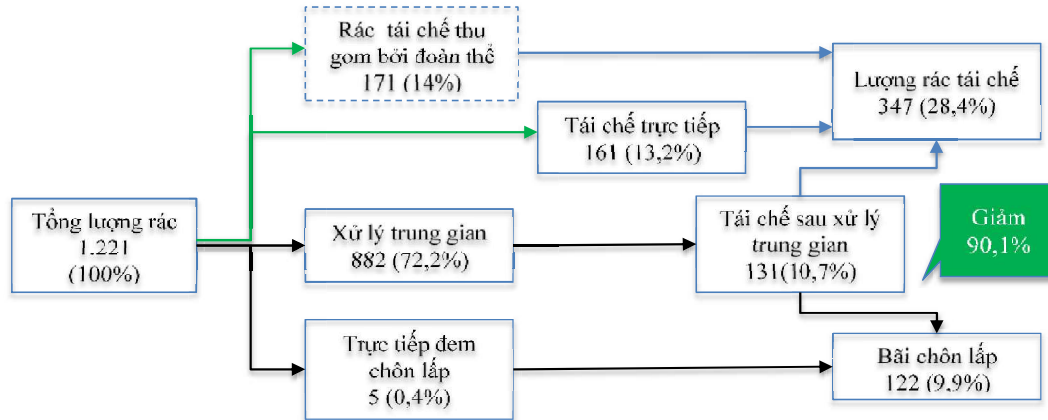 Rác tái chế thu
gom bởi đoàn thể
171 (14%)
Lượng rác tái chế
347 (28,4%)
Tái chế trực tiếp
161 (13,2%)
Tổng lượng rác
1.221
(100%)
Xử lý trung gian
882 (72,2%)
Tái chế sau xử lý
trung gian
131(10,7%)
Giảm
90,1%
Trực tiếp đem
chôn lấp
5 (0,4%)
Bãi chôn lấp
122 (9,9%)